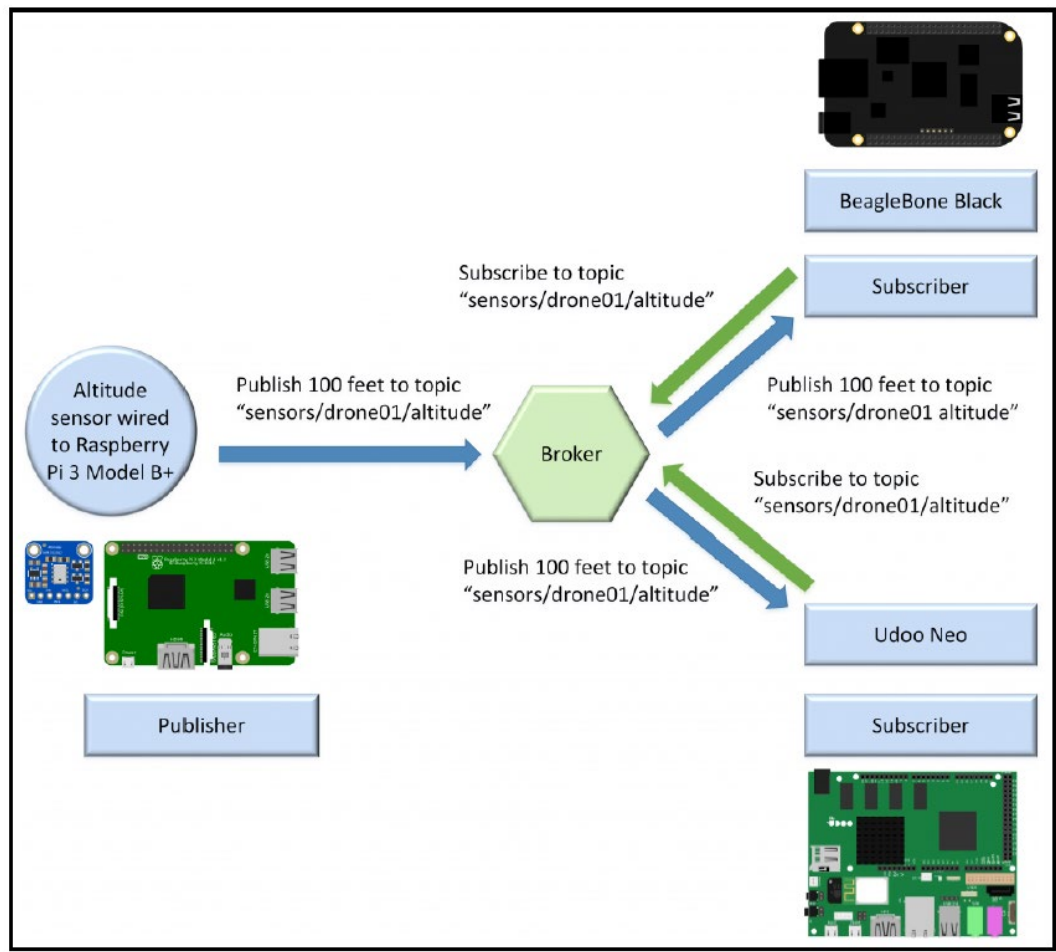 BeagleBone Black
Subscribe to topic
“sensors/drone01/altitude”
Subscriber
Altitude
sensor wired
to Raspberry
Pi 3 Model B+
Publish 100 feet to topic
“sensors/drone01/altitude”
Broker
Publish 100 feet to topic
“sensors/drone01 altitude”
Subscribe to topic
“sensors/drone01/altitude”
Publish 100 feet to topic
“sensors/drone01/altitude”
Udoo Neo
Publisher
Subscriber